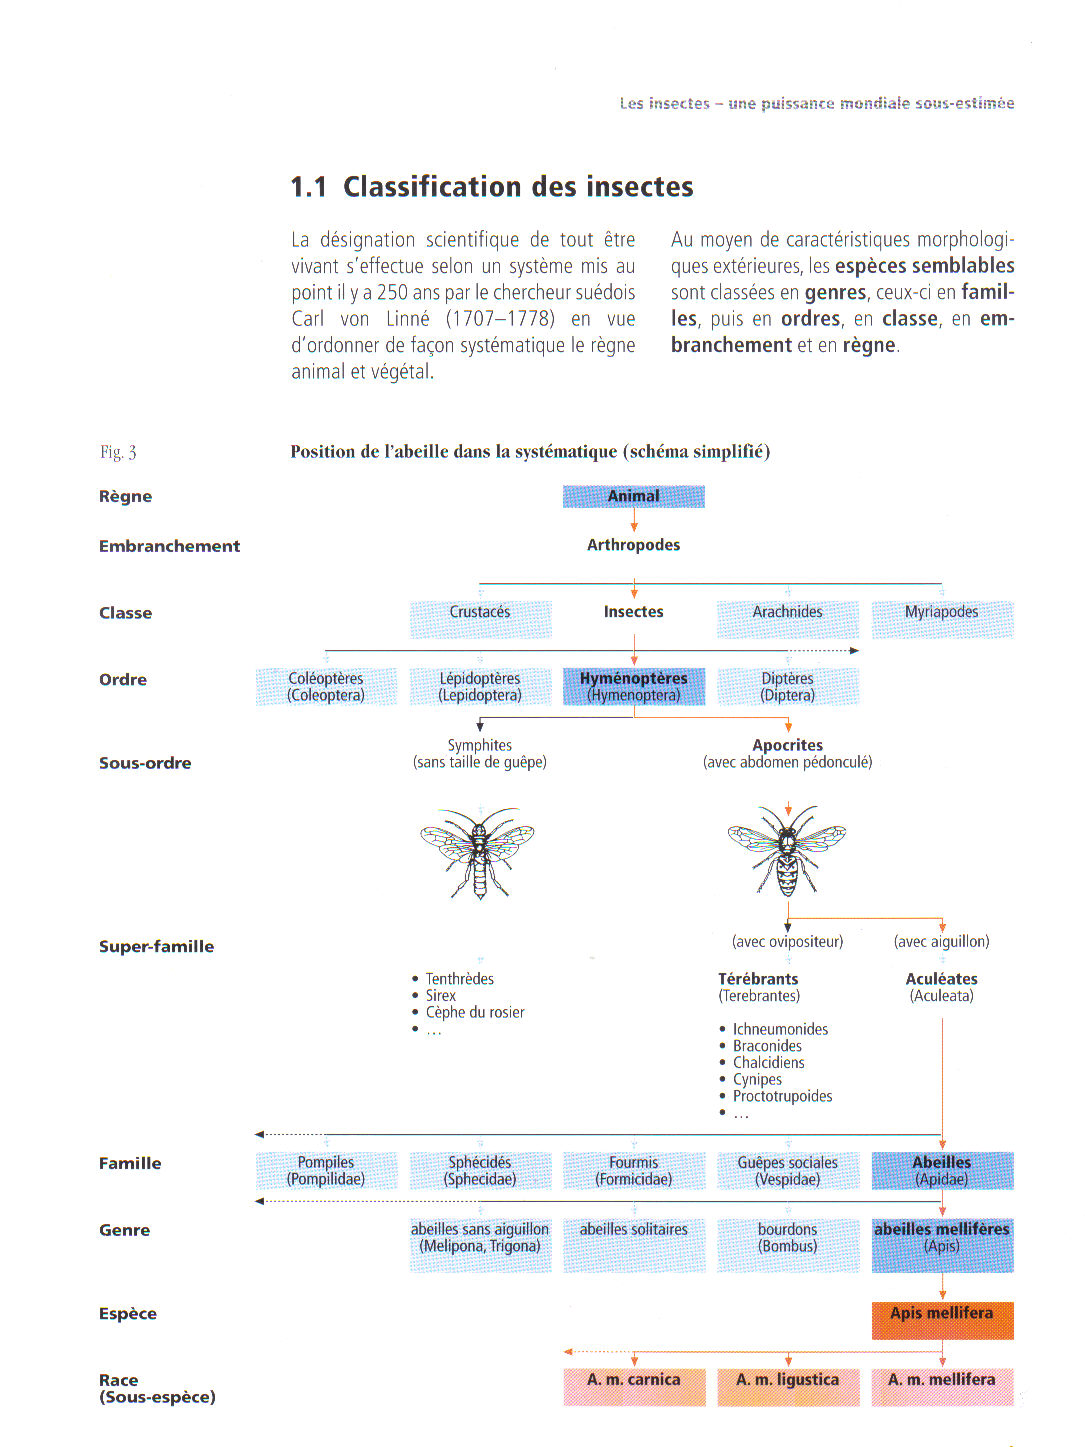 Les insectes – une puissance mondiale sous-estimée
1.1 Classification des insectes
La désignation scientifique de tout être
vivant s'effectue selon un système mis au
point il y a 250 ans par le chercheur suédois
Carl von Linné (1707–1778) en vue
d'ordonner de façon systématique le règne
animal et végétal.
Au moyen de caractéristiques morphologi-
ques extérieures, les espèces semblables
sont classées en genres, ceux-ci en famil-
les, puis en ordres, en classe, en em-
branchement et en règne.
Fig. 3
Position de l'abeille dans la systématique (schéma simplifié)
Règne
Animal
Embranchement
Arthropodes
Classe
Crustacés
Insectes
Arachnides
Myriapodes
Ordre
Coléoptères
(Coleoptera)
Lépidoptères
(Lepidoptera)
Hyménoptères
(Hymenoptera)
Diptères
(Diptera)
Sous-ordre
Symphites
(sans taille de guêpe)
Apocrites
(avec abdomen pédonculé)
Super-famille
(avec ovipositeur)
(avec aiguillon)
• Tenthrèdes
• Sirex
• Cèphe du rosier
• ...
Térébrants
(Terebrantes)
• Ichneumonides
• Braconides
• Chalcidiens
• Cynipes
• Proctotrupoides
• ...
Aculéates
(Aculeata)
Famille
Pompiles
(Pompilidae)
Sphécidés
(Sphecidae)
Fourmis
(Formicidae)
Guêpes sociales
(Vespidae)
Abeilles
(Apidae)
Genre
abeilles sans aiguillon
(Melipona, Trigona)
abeilles solitaires
bourdons
(Bombus)
abeilles mellifères
(Apis)
Espèce
Apis mellifera
Race
(Sous-espèce)
A. m. carnica
A. m. ligustica
A. m. mellifera